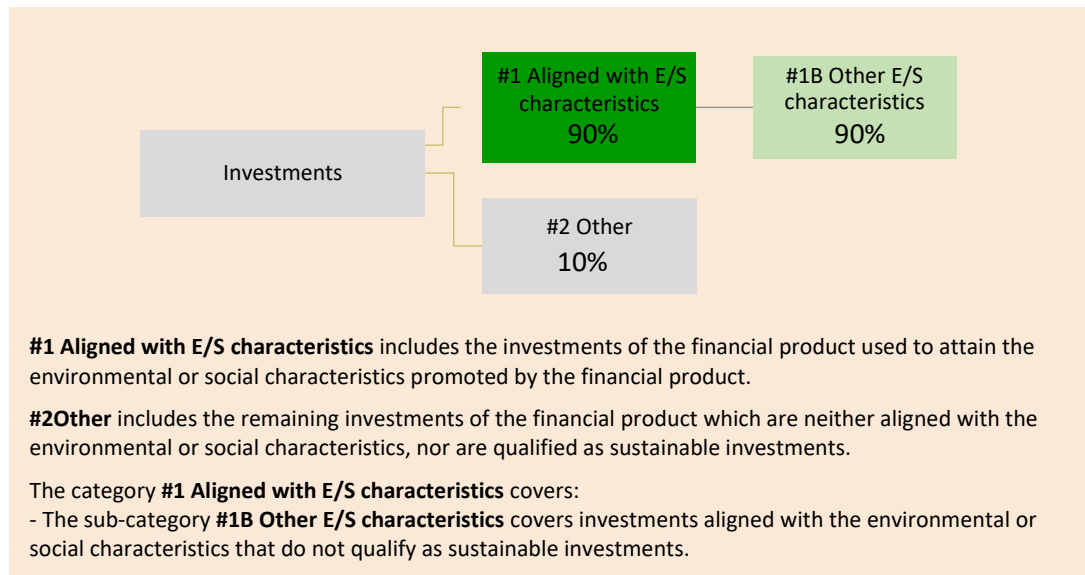 #1 Aligned with E/S
characteristics
90%
#1B Other E/S
characteristics
90%
Investments
#2 Other
10%
#1 Aligned with E/S characteristics includes the investments of the financial product used to attain the
environmental or social characteristics promoted by the financial product.
#2Other includes the remaining investments of the financial product which are neither aligned with the
environmental or social characteristics, nor are qualified as sustainable investments.
The category #1 Aligned with E/S characteristics covers:
- The sub-category #1B Other E/S characteristics covers investments aligned with the environmental or
social characteristics that do not qualify as sustainable investments.